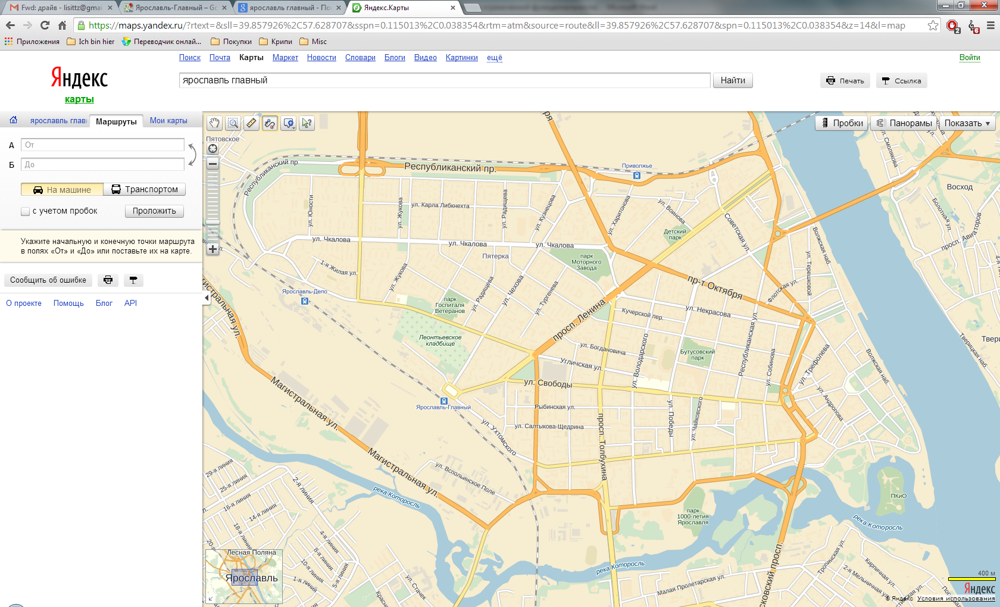 Fwd: драйв - lisittz@gmai
Ярославль-Главный – Go
ярославль главный - По
Яндекс.Карты
https://maps.yandex.ru/?rtext=&sll=39.857926%2C57.628707&sspn=0.115013%2C0.038354&rtm=atm&source=route&ll=39.857926%2C57.628707&spn=0.115013%2C0.038354&z=14&l=map
2
6
Приложения
Ich bin hier
Переводчик онлай...
Покупки
Крипи
Misc
Поиск
Почта
Карты
Маркет
Новости
Словари
Блоги
Видео
Картинки
ещё
Войти
Яндекс
карты
ярославль главный
Найти
Печать
Ссылка
ярославль глав
Маршруты
Мои карты
А
От
Б
До
На машине
Транспортом
с учетом пробок
Проложить
Укажите начальную и конечную точки маршрута
в полях «От» и «До» или поставьте их на карте.
Сообщить об ошибке
О проекте
Помощь
Блог
API
Пробки
Панорамы
Показать
Пятовское
Республиканский пр.
Республиканский пр.
Приволжье
ул. Смолякова
Восход
Болотная ул.
просп. Авиаторов
ул. Юности
ул. Жукова
ул. Карла Либкнехта
ул. Радищева
ул. Кузнецова
ул. Харитонова
ул. Воинова
Советская ул.
Детский
парк
Волжская наб.
ул. Чкалова
ул. Чкалова
ул. Чкалова
Пятерка
парк
Моторного
Завода
1-я Жилая ул.
ул. Жукова
ул. Радищева
ул. Чехова
ул. Тургенева
пр-т Октября
Флотская ул.
ул. Терешковой
Ярославль-Депо
парк
Госпиталя
Ветеранов
Леонтьевское
кладбище
просп. Ленина
Кучерской пер.
ул. Некрасова
Республиканская ул.
ул. Богдановича
Угличская ул.
ул. Володарского
Бутусовский
парк
ул. Собинова
ул. Трефолева
Волжская наб.
Тверицкая наб.
Твери
ул. Свободы
ул. Андропова
Магистральная ул.
Магистральная ул.
Ярославль-Главный
Рыбинская ул.
ул. Салтыкова-Щедрина
ул. Ухтомского
просп. Толбухина
ул. Победы
ул. Чайковского
Магистральная ул.
ул. Вспольинское Поле
река Которосль
29-я линия
25-я линия
16-я линия
14-я линия
18-я линия
2-я линия
4-я линия
8-я линия
10-я линия
5-я линия
1-я линия
20-я
Красно
ул. Стачек
парк
1000-летия
Ярославля
ПКиО
река Которосль
река Которосль
Малая Пролетарская ул.
сковский просп.
Тропинская ул.
Кирпичная ул.
2-я Мельничная ул.
Лесная Поляна
Ярославль
400 м
Яндекс
© Яндекс Условия использования